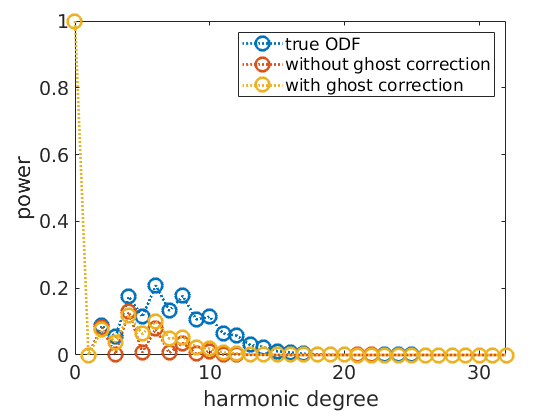 1
0.8
0.6
0.4
0.2
0
power
true ODF
without ghost correction
with ghost correction
0 10 20 30
harmonic degree